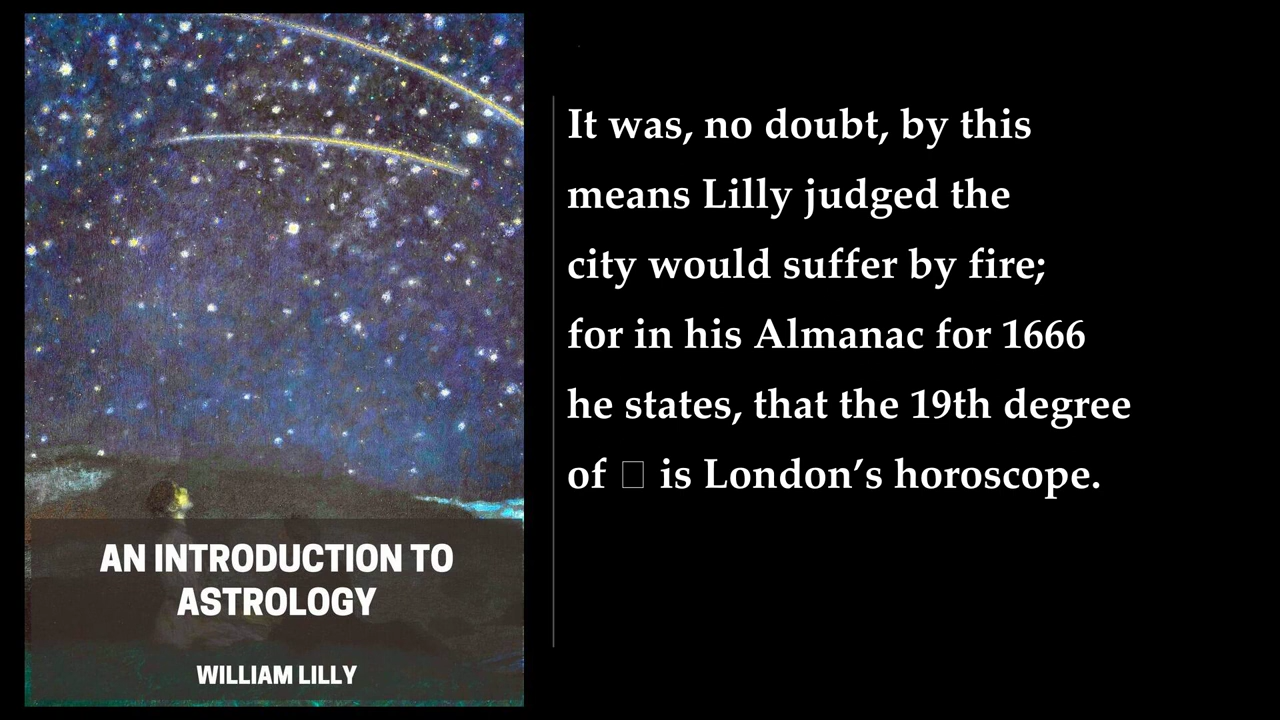 AN INTRODUCTION TO
ASTROLOGY
WILLIAM LILLY
It was, no doubt, by this
means Lilly judged the
city would suffer by fire;
for in his Almanac for 1666
he states, that the 19th degree
of □ is London’s horoscope.